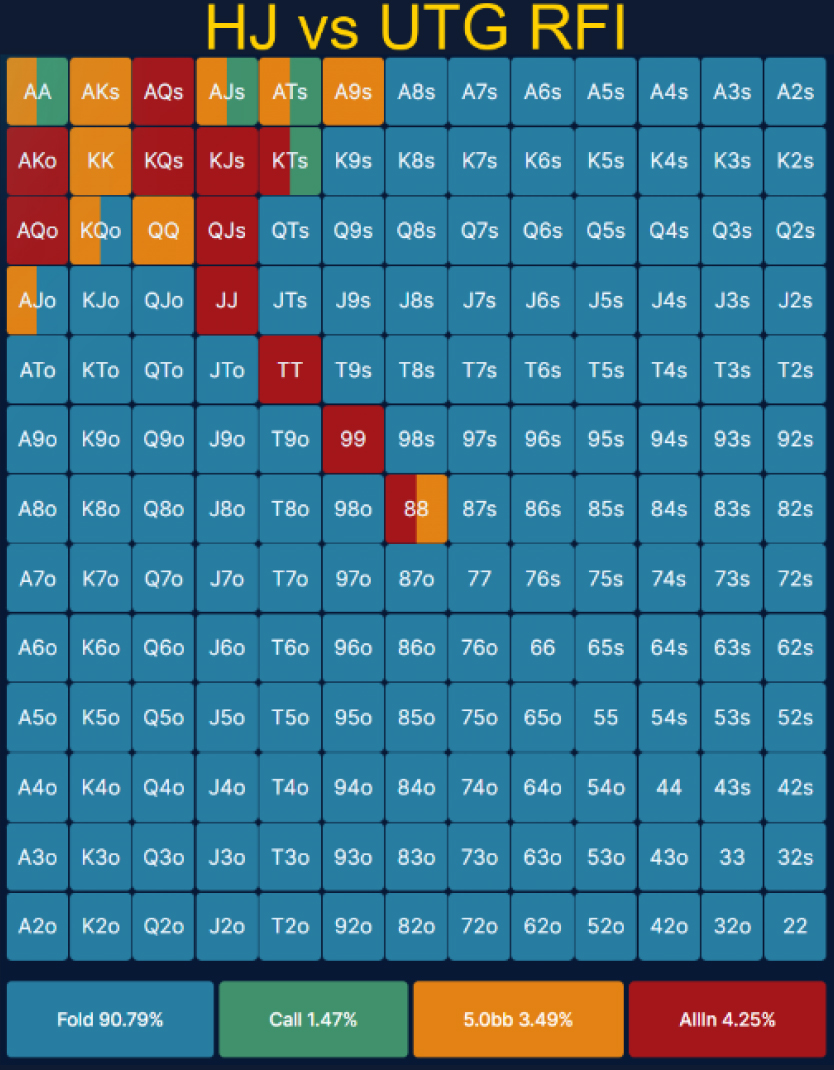 HJ vs UTG RFI
AA AKs AQs AJs ATs A9s A8s A7s A6s A5s A4s A3s A2s
AKo KK KQs KJs KTs K9s K8s K7s K6s K5s K4s K3s K2s
AQo KQo QQ QJs QTs Q9s Q8s Q7s Q6s Q5s Q4s Q3s Q2s
AJo KJo QJo JJ JTs J9s J8s J7s J6s J5s J4s J3s J2s
ATo KTo QTo JTo TT T9s T8s T7s T6s T5s T4s T3s T2s
A9o K9o Q9o J9o T9o 99 98s 97s 96s 95s 94s 93s 92s
A8o K8o Q8o J8o T8o 98o 88 87s 86s 85s 84s 83s 82s
A7o K7o Q7o J7o T7o 97o 87o 77 76s 75s 74s 73s 72s
A6o K6o Q6o J6o T6o 96o 86o 76o 66 65s 64s 63s 62s
A5o K5o Q5o J5o T5o 95o 85o 75o 65o 55 54s 53s 52s
A4o K4o Q4o J4o T4o 94o 84o 74o 64o 54o 44 43s 42s
A3o K3o Q3o J3o T3o 93o 83o 73o 63o 53o 43o 33 32s
A2o K2o Q2o J2o T2o 92o 82o 72o 62o 52o 42o 32o 22
Fold 90.79% Call 1.47% 5.0bb 3.49% AllIn 4.25%